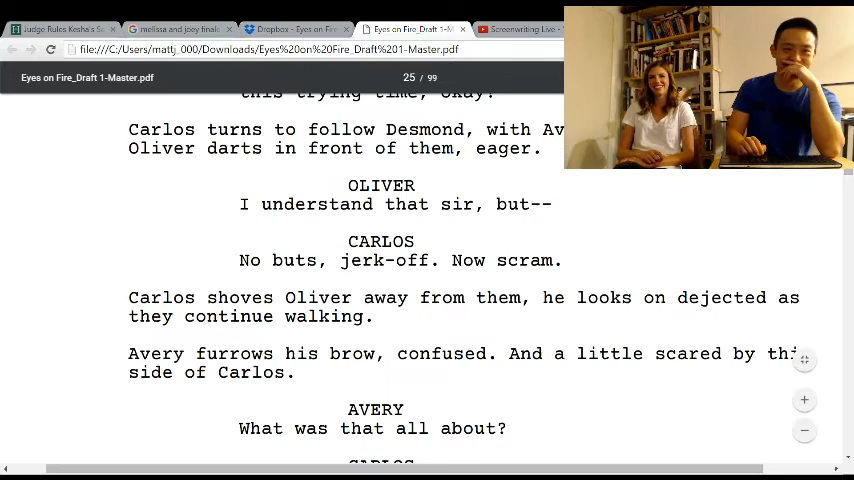 Judge Rules Kesha's S
melissa and joey finale
Dropbox - Eyes on Fire
Eyes on Fire_Draft 1-M
Screenwriting Live -
file:///C:/Users/mattj_000/Downloads/Eyes%20on%20Fire_Draft%201-Master.pdf
Eyes on Fire_Draft 1-Master.pdf
25 / 99
this trying time, okay?
Carlos turns to follow Desmond, with Av
Oliver darts in front of them, eager.
OLIVER
I understand that sir, but--
CARLOS
No buts, jerk-off. Now scram.
Carlos shoves Oliver away from them, he looks on dejected as
they continue walking.
Avery furrows his brow, confused. And a little scared by thi
side of Carlos.
AVERY
What was that all about?
CARLOS